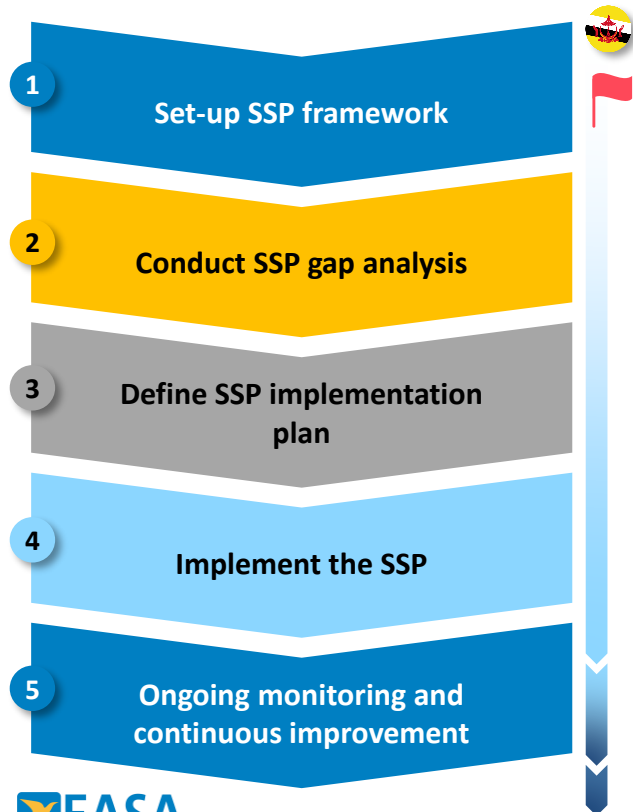 1
Set-up SSP framework
2
Conduct SSP gap analysis
3
Define SSP implementation
plan
4
Implement the SSP
5
Ongoing monitoring and
continuous improvement
EASA